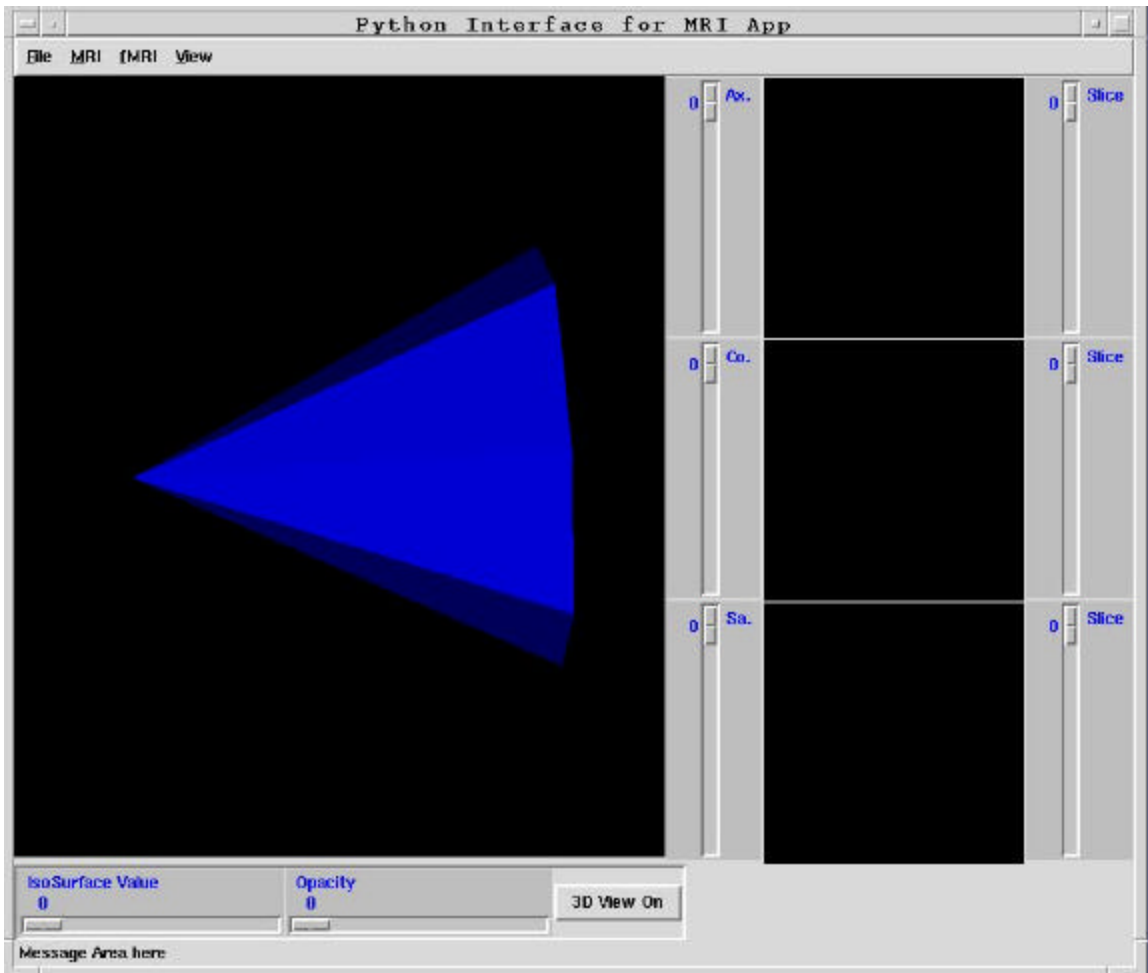 Python Interface for MRI App
File MRI fMRI View
0 Ax. 0 Slice
0 Co. 0 Slice
0 Sa. 0 Slice
IsoSurface Value Opacity
0 0
3D View On
Message Area here